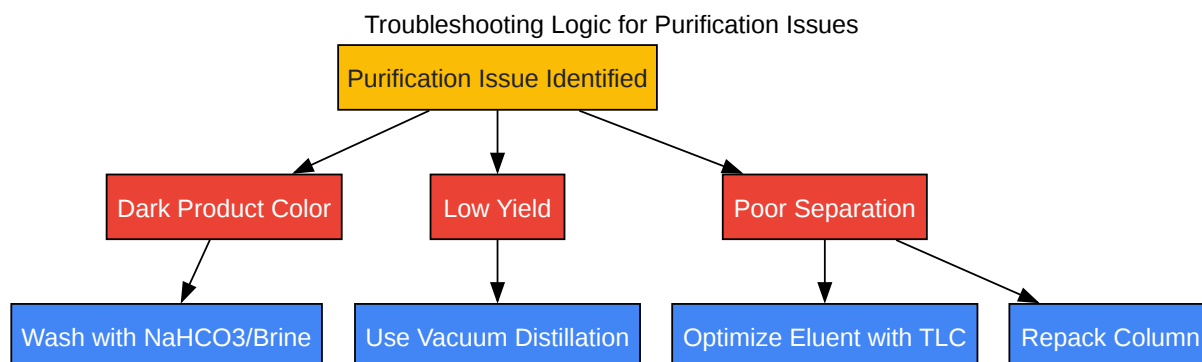 Troubleshooting Logic for Purification Issues
Purification Issue Identified
Dark Product Color
Low Yield
Poor Separation
Wash with NaHCO3/Brine
Use Vacuum Distillation
Optimize Eluent with TLC
Repack Column